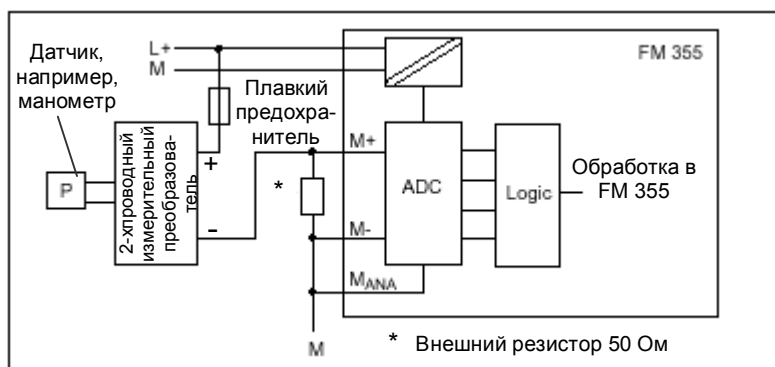 L+
M
FM 355
Датчик,
например,
манометр
Плавкий
предохра-
нитель
2-хпроводный
измерительный
преобразова-
тель
+
-
P
*
M+
M-
MANA
ADC
Logic
Обработка в
FM 355
M
* Внешний резистор 50 Ом